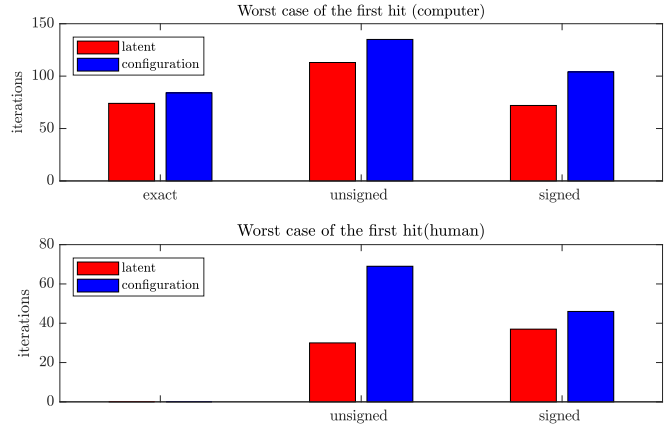 Worst case of the first hit (computer)
150
100
50
0
iterations
latent
configuration
exact unsigned signed
Worst case of the first hit(human)
80
60
40
20
0
iterations
latent
configuration
unsigned signed